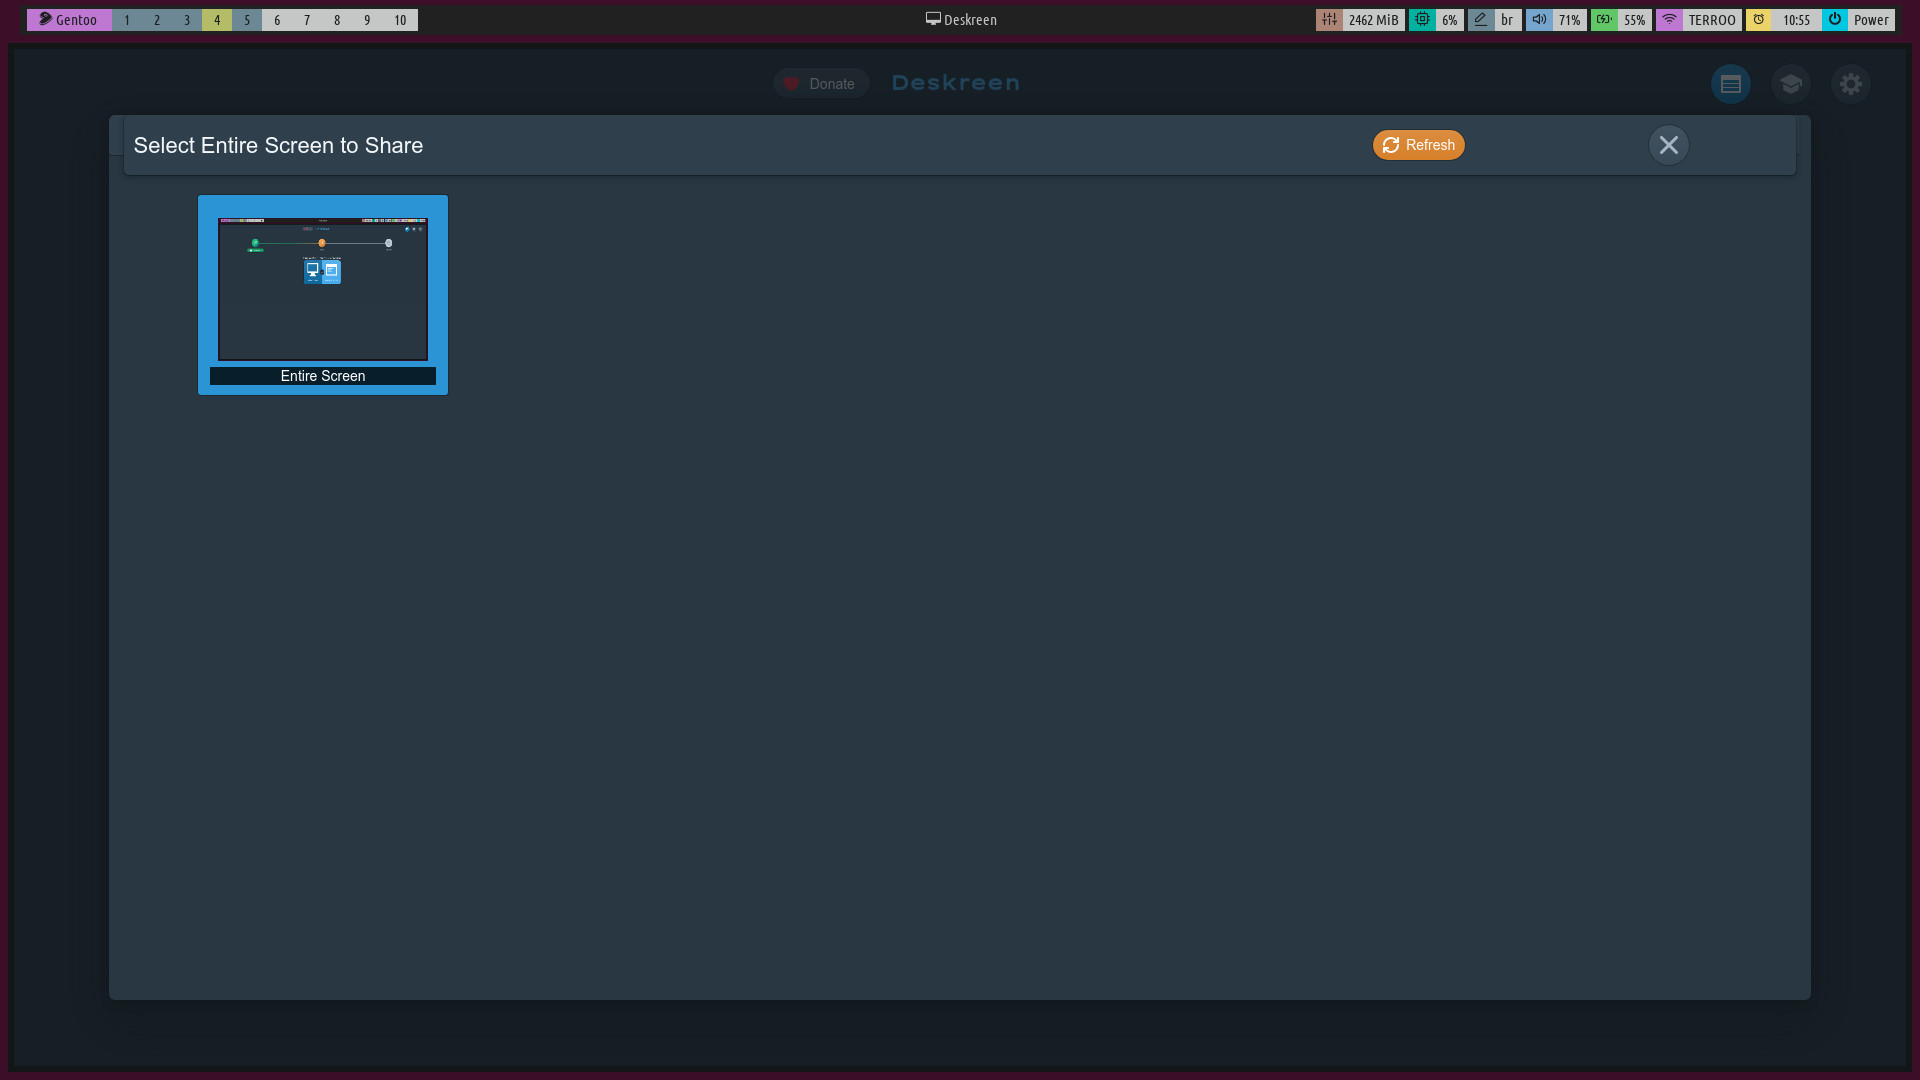 Gentoo 1 2 3 4 5 6 7 8 9 10 Deskreen 2462 MiB 6% br 71% 55% TERROO 10:55 Power
Donate Deskreen
Select Entire Screen to Share Refresh
Entire Screen